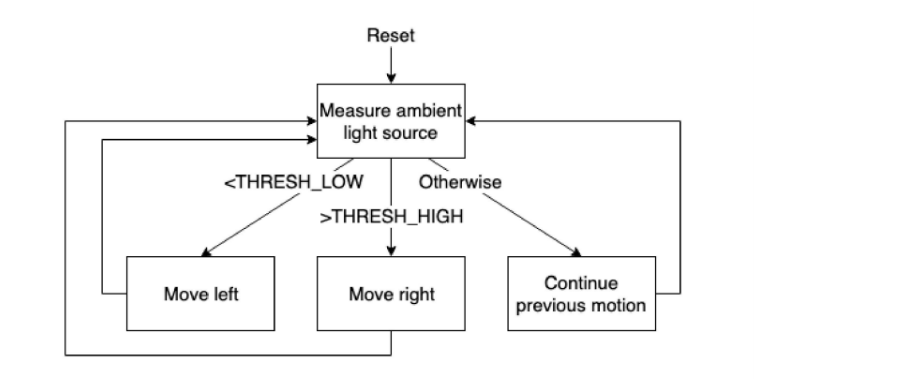 Reset
Measure ambient
light source
<THRESH_LOW
Otherwise
>THRESH_HIGH
Move left
Move right
Continue
previous motion